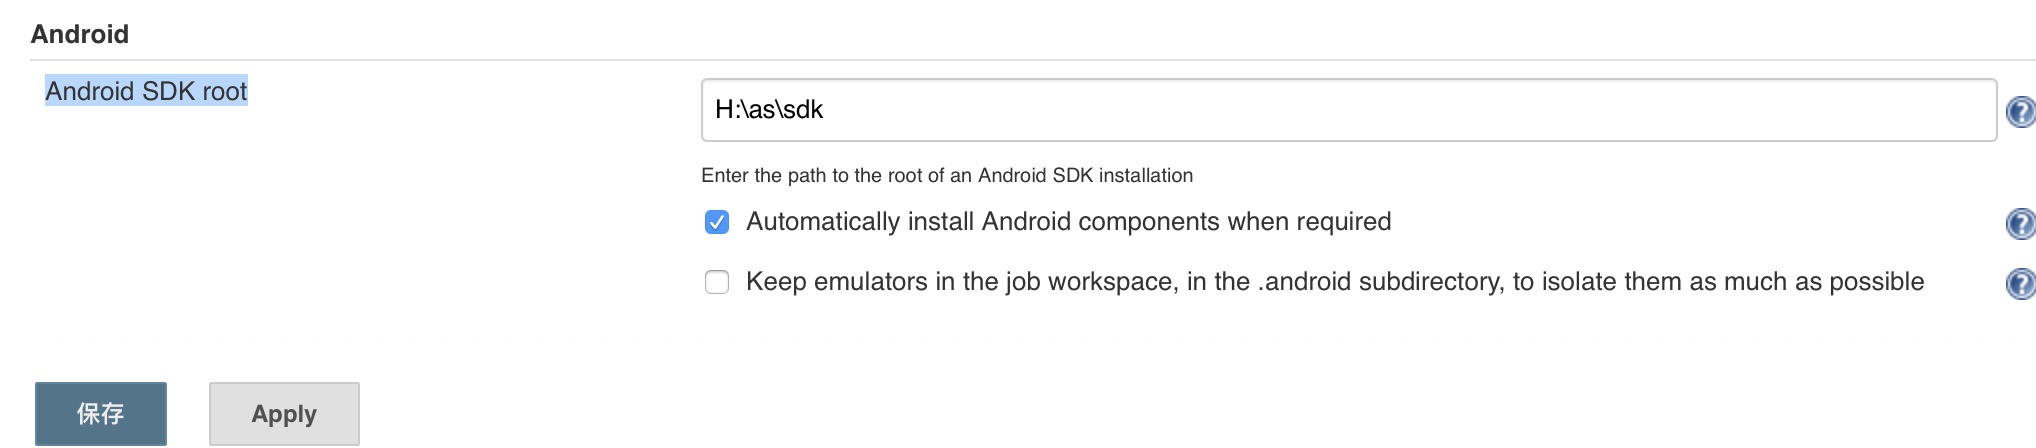 Android
Android SDK root
H:\as\sdk
?
Enter the path to the root of an Android SDK installation
Automatically install Android components when required
?
Keep emulators in the job workspace, in the .android subdirectory, to isolate them as much as possible
?
保存
Apply